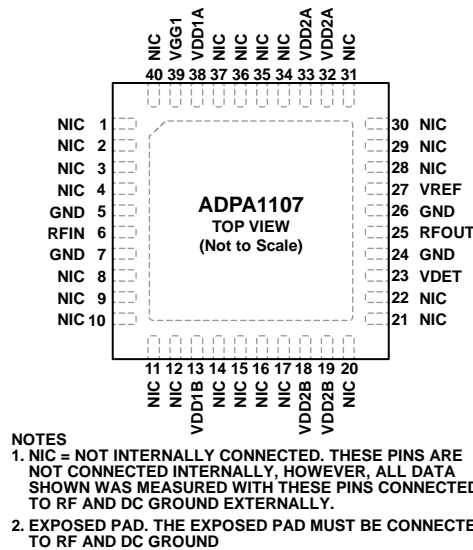 NIC VGG1 VDD1A NIC NIC NIC NIC VDD2A VDD2A NIC
40 39 38 37 36 35 34 33 32 31
NIC 1
NIC 2
NIC 3
NIC 4
GND 5
RFIN 6
GND 7
NIC 8
NIC 9
NIC 10
ADPA1107
TOP VIEW
(Not to Scale)
30 NIC
29 NIC
28 NIC
27 VREF
26 GND
25 RFOUT
24 GND
23 VDET
22 NIC
21 NIC
11 12 13 14 15 16 17 18 19 20
NIC NIC VDD1B NIC NIC NIC NIC VDD2B VDD2B NIC
NOTES
1. NIC = NOT INTERNALLY CONNECTED. THESE PINS ARE
NOT CONNECTED INTERNALLY, HOWEVER, ALL DATA
SHOWN WAS MEASURED WITH THESE PINS CONNECTED
TO RF AND DC GROUND EXTERNALLY.
2. EXPOSED PAD. THE EXPOSED PAD MUST BE CONNECTE
TO RF AND DC GROUND